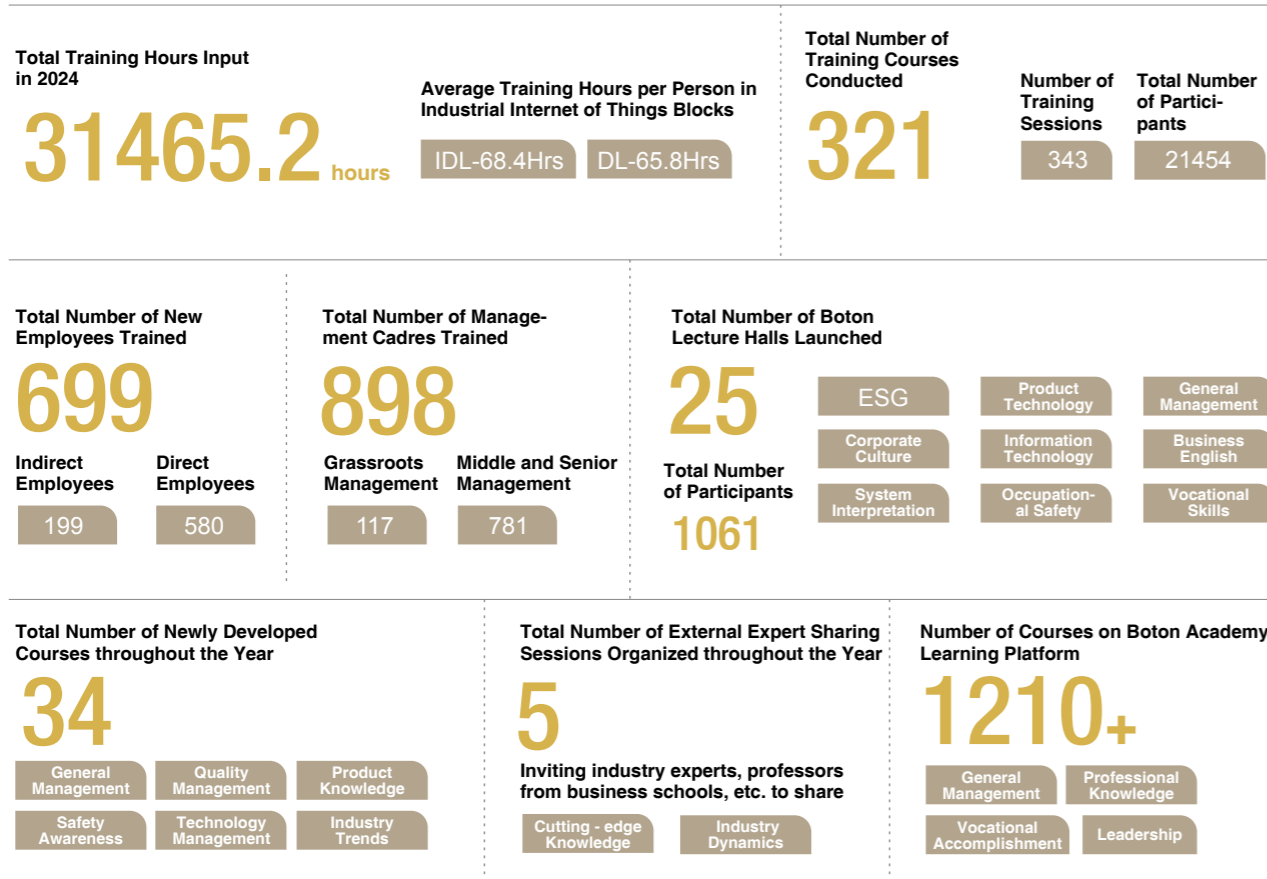 Total Training Hours Input
in 2024
31465.2 hours
Average Training Hours per Person in
Industrial Internet of Things Blocks
IDL-68.4Hrs
DL-65.8Hrs
Total Number of
Training Courses
Conducted
321
Number of
Training
Sessions
343
Total Number
of Partici-
pants
21454
Total Number of New
Employees Trained
699
Indirect
Employees
199
Direct
Employees
580
Total Number of Manage-
ment Cadres Trained
898
Grassroots
Management
117
Middle and Senior
Management
781
Total Number of Boton
Lecture Halls Launched
25
Total Number
of Participants
1061
ESG
Product
Technology
General
Management
Corporate
Culture
Information
Technology
Business
English
System
Interpretation
Occupation-
al Safety
Vocational
Skills
Total Number of Newly Developed
Courses throughout the Year
34
General
Management
Quality
Management
Product
Knowledge
Safety
Awareness
Technology
Management
Industry
Trends
Total Number of External Expert Sharing
Sessions Organized throughout the Year
5
Inviting industry experts, professors
from business schools, etc. to share
Cutting - edge
Knowledge
Industry
Dynamics
Number of Courses on Boton Academy
Learning Platform
1210+
General
Management
Professional
Knowledge
Vocational
Accomplishment
Leadership